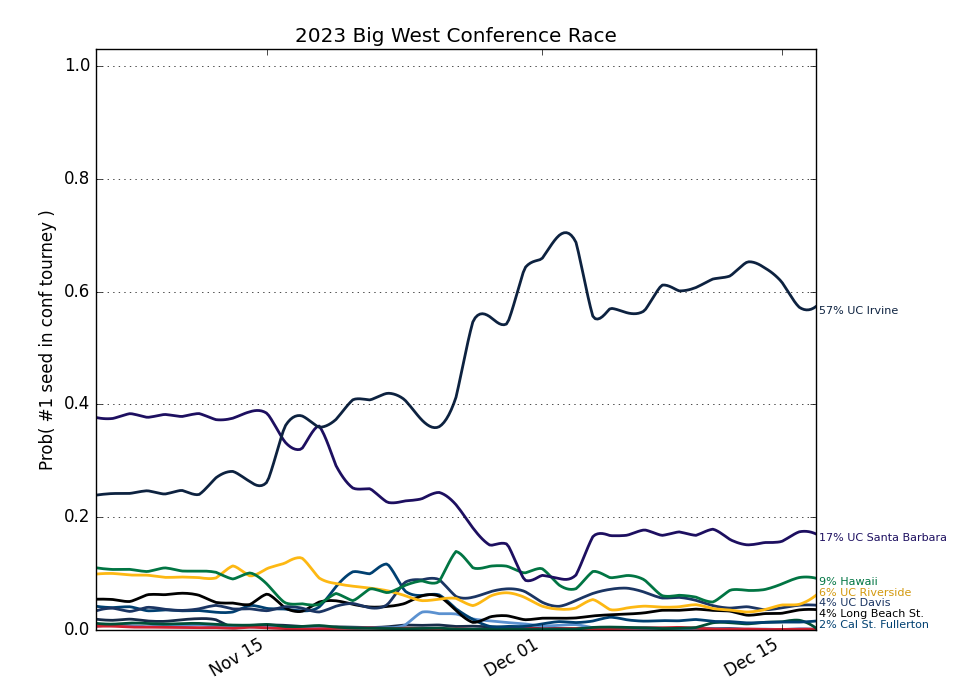 2023 Big West Conference Race
Prob( #1 seed in conf tourney )
1.0
0.8
0.6
0.4
0.2
0.0
Nov 15
Dec 01
Dec 15
57% UC Irvine
17% UC Santa Barbara
9% Hawaii
6% UC Riverside
4% UC Davis
4% Long Beach St.
2% Cal St. Fullerton